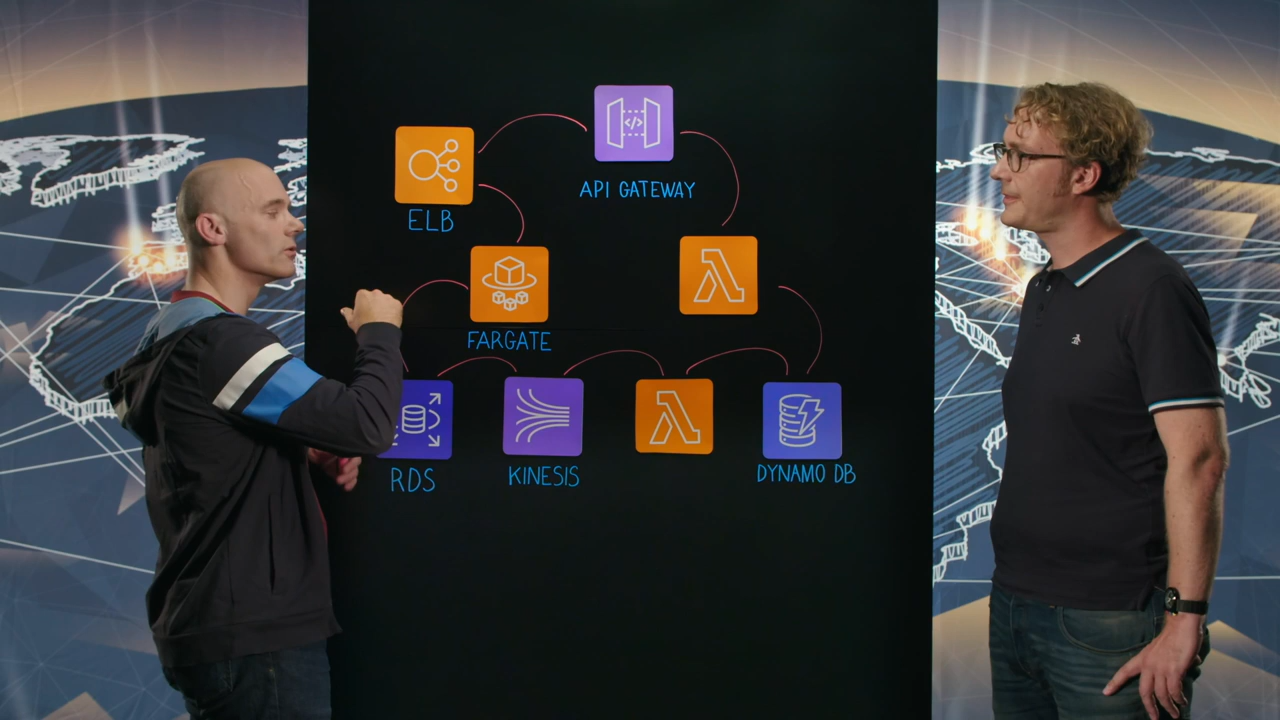 API GATEWAY
ELB
FARGATE
RDS
KINESIS
DYNAMO DB